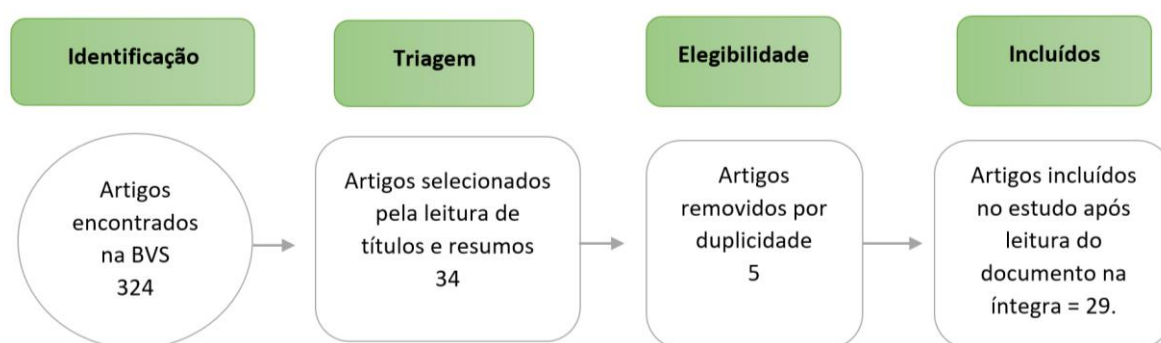 Identificação
Triagem
Elegibilidade
Incluídos
Artigos
encontrados
na BVS
324
Artigos selecionados
pela leitura de
títulos e resumos
34
Artigos
removidos por
duplicidade
5
Artigos incluídos
no estudo após
leitura do
documento na
íntegra = 29.